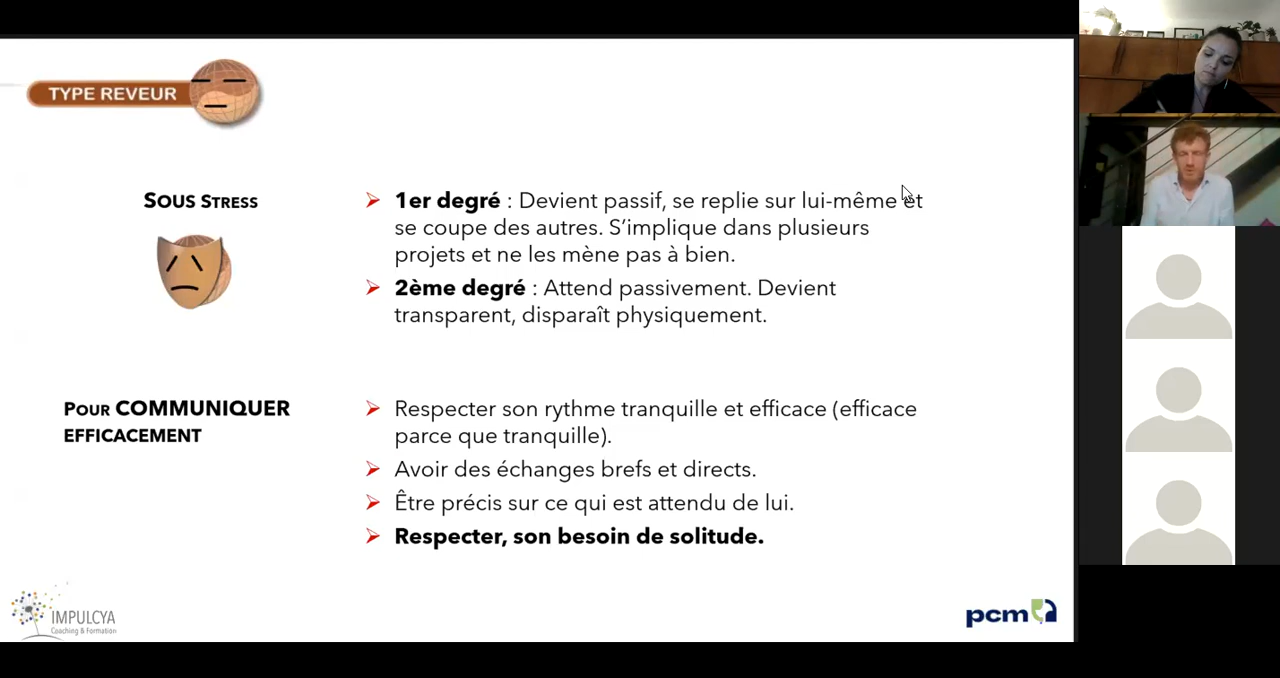 TYPE REVEUR
SOUS STRESS
1er degré : Devient passif, se replie sur lui-même et
se coupe des autres. S’implique dans plusieurs
projets et ne les mène pas à bien.
2ème degré : Attend passivement. Devient
transparent, disparaît physiquement.
POUR COMMUNIQUER
EFFICACEMENT
Respecter son rythme tranquille et efficace (efficace
parce que tranquille).
Avoir des échanges brefs et directs.
Être précis sur ce qui est attendu de lui.
Respecter, son besoin de solitude.
IMPULCYA
Coaching & Formation
pcm